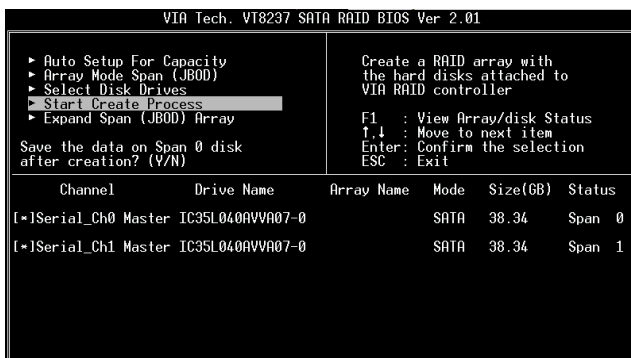 VIA Tech. VT8237 SATA RAID BIOS Ver 2.01
► Auto Setup For Capacity
► Array Mode Span (JBOD)
► Select Disk Drives
► Start Create Process
► Expand Span (JBOD) Array
Save the data on Span 0 disk
after creation? (Y/N)
Create a RAID array with
the hard disks attached to
VIA RAID controller
F1 : View Array/disk Status
↑,↓ : Move to next item
Enter: Confirm the selection
ESC : Exit
Channel Drive Name Array Name Mode Size(GB) Status
[*]Serial_Ch0 Master IC35L040AVVA07-0 SATA 38.34 Span 0
[*]Serial_Ch1 Master IC35L040AVVA07-0 SATA 38.34 Span 1